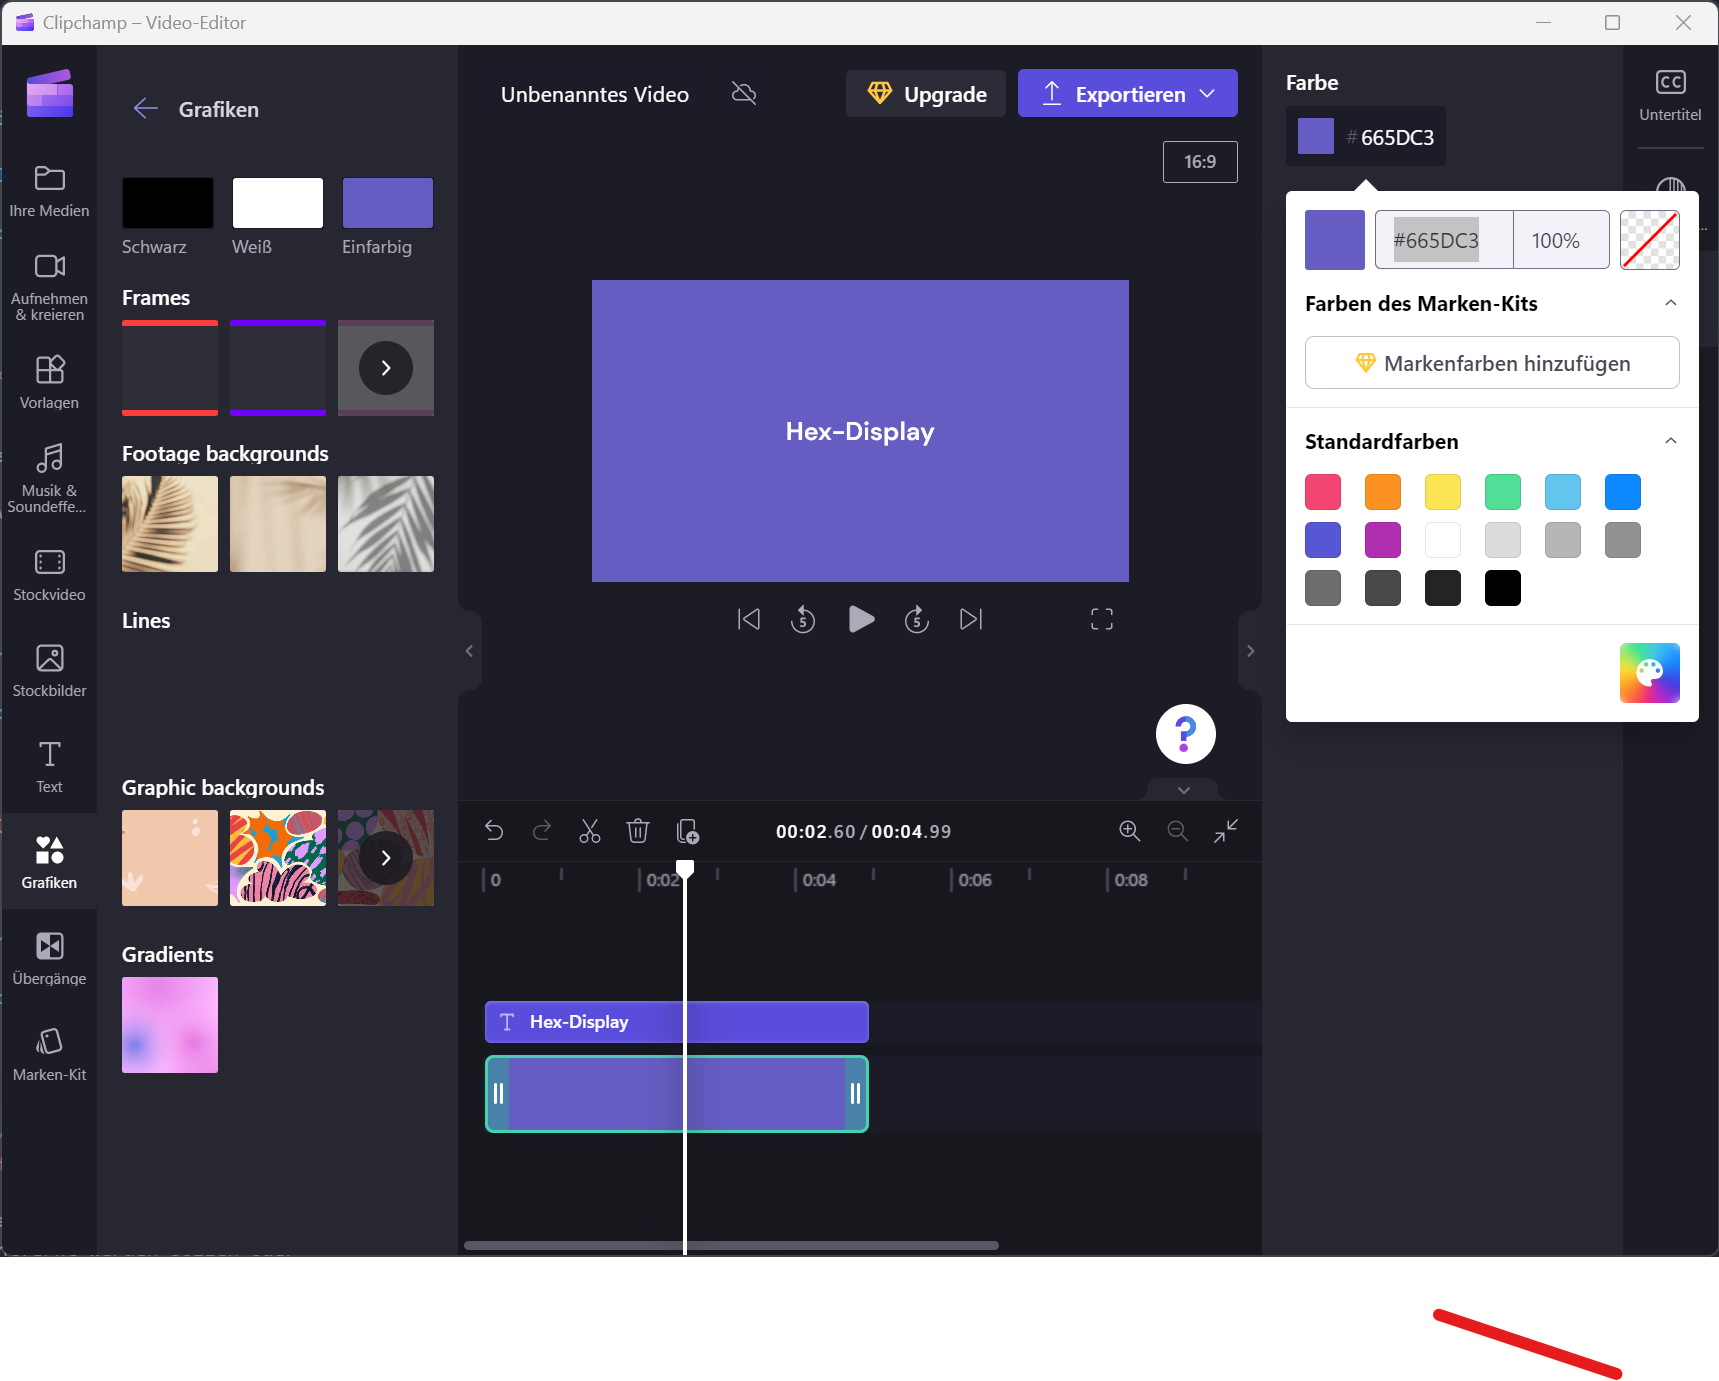 Clipchamp – Video-Editor
Ihre Medien
Aufnehmen
& kreieren
Vorlagen
Musik &
Soundeffe...
Stockvideo
Stockbilder
Text
Grafiken
Übergänge
Marken-Kit
Grafiken
Schwarz
Weiß
Einfarbig
Frames
Footage backgrounds
Lines
Graphic backgrounds
Gradients
Unbenanntes Video
Upgrade
Exportieren
16:9
Hex-Display
5
5
?
00:02.60 / 00:04.99
0
0:02
0:04
0:06
0:08
Hex-Display
Farbe
#665DC3
#665DC3
100%
Farben des Marken-Kits
Markenfarben hinzufügen
Standardfarben
CC
Untertitel